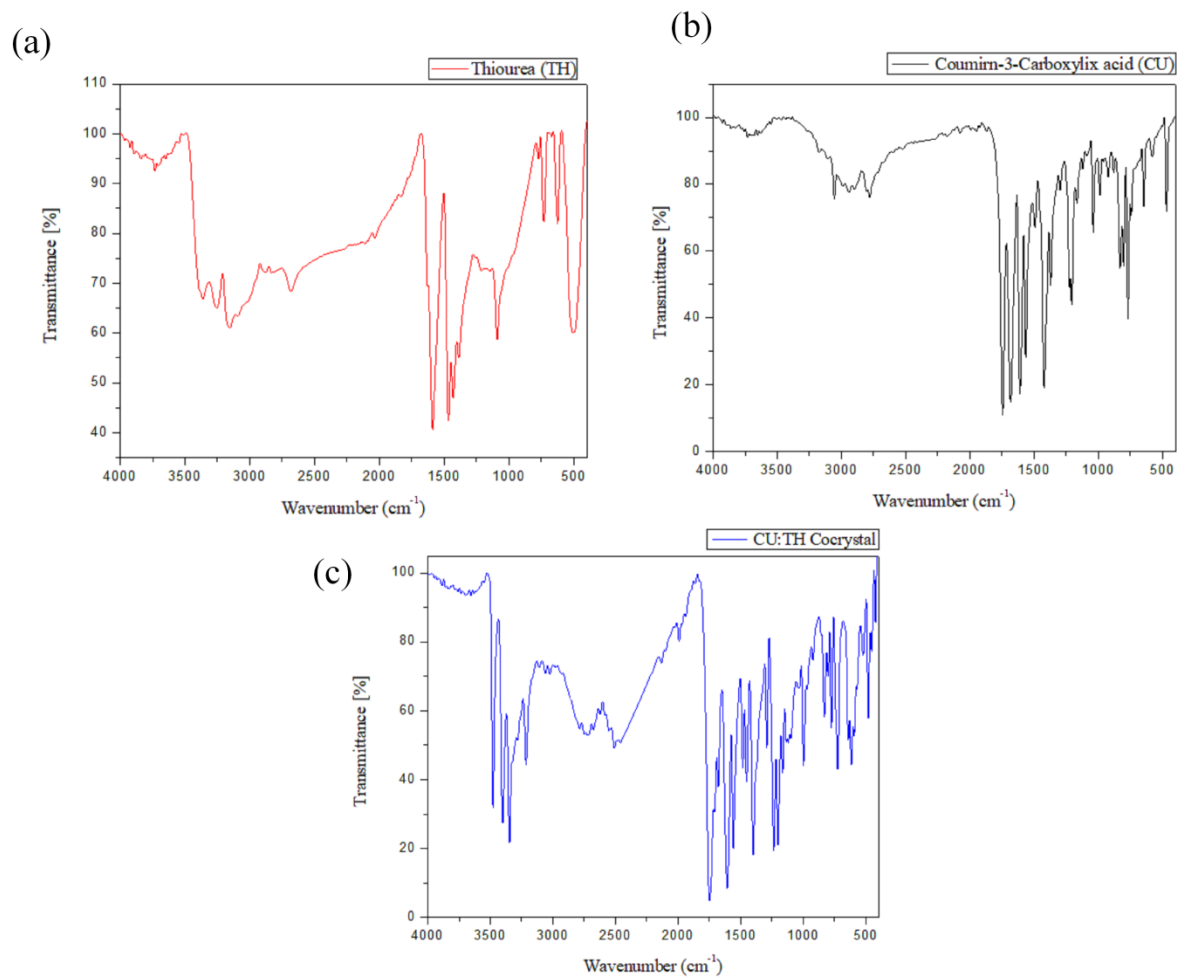 (a)
Thiourea (TH)
110
100
90
80
70
60
50
40
Transmittance [%]
4000 3500 3000 2500 2000 1500 1000 500
Wavenumber (cm⁻¹)
(b)
Coumirn-3-Carboxylix acid (CU)
100
80
60
40
20
0
Transmittance [%]
4000 3500 3000 2500 2000 1500 1000 500
Wavenumber (cm⁻¹)
(c)
CU:TH Cocrystal
100
80
60
40
20
0
Transmittance [%]
4000 3500 3000 2500 2000 1500 1000 500
Wavenumber (cm⁻¹)